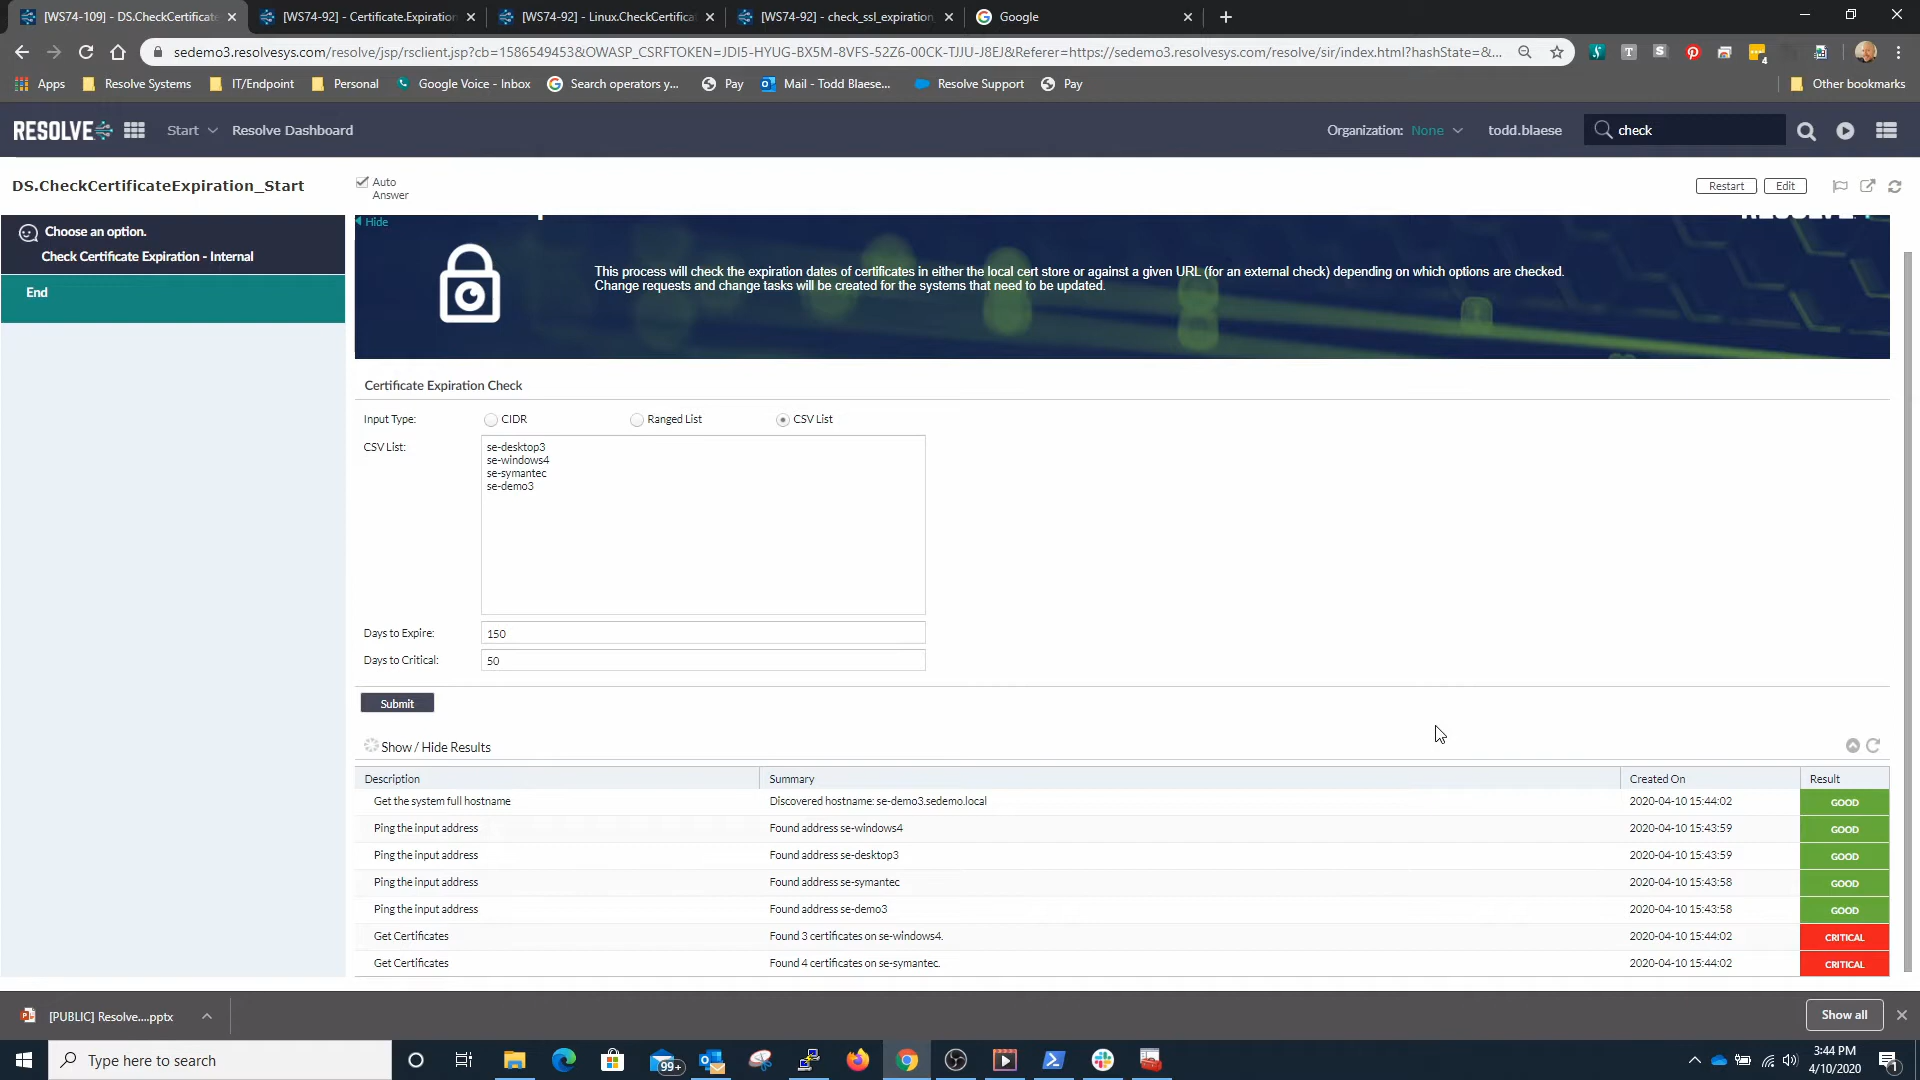 [WS74-109] - DS.CheckCertificate
[WS74-92] - Certificate.Expiration
[WS74-92] - Linux.CheckCertifica
[WS74-92] - check_ssl_expiration
Google
sedemo3.resolvesys.com/resolve/jsp/rsclient.jsp?cb=1586549453&OWASP_CSRFTOKEN=JDI5-HYUG-BX5M-8VFS-52Z6-00CK-TJJU-J8EJ&Referer=https://sedemo3.resolvesys.com/resolve/sir/index.html?hashState=&...
Apps
Resolve Systems
IT/Endpoint
Personal
Google Voice - Inbox
Search operators y...
Pay
Mail - Todd Blaese...
Resolve Support
Pay
Other bookmarks
RESOLVE
Start
Resolve Dashboard
Organization: None
todd.blaese
check
DS.CheckCertificateExpiration_Start
Auto
Answer
Restart
Edit
Choose an option.
Check Certificate Expiration - Internal
End
Hide
This process will check the expiration dates of certificates in either the local cert store or against a given URL (for an external check) depending on which options are checked.
Change requests and change tasks will be created for the systems that need to be updated.
Certificate Expiration Check
Input Type:
CIDR
Ranged List
CSV List
CSV List:
se-desktop3
se-windows4
se-symantec
se-demo3
Days to Expire:
150
Days to Critical:
50
Submit
Show / Hide Results
Description Summary Created On Result
Get the system full hostname Discovered hostname: se-demo3.sedemo.local 2020-04-10 15:44:02 GOOD
Ping the input address Found address se-windows4 2020-04-10 15:43:59 GOOD
Ping the input address Found address se-desktop3 2020-04-10 15:43:59 GOOD
Ping the input address Found address se-symantec 2020-04-10 15:43:58 GOOD
Ping the input address Found address se-demo3 2020-04-10 15:43:58 GOOD
Get Certificates Found 3 certificates on se-windows4. 2020-04-10 15:44:02 CRITICAL
Get Certificates Found 4 certificates on se-symantec. 2020-04-10 15:44:02 CRITICAL
[PUBLIC] Resolve....pptx
Show all
Type here to search
99+
3:44 PM
4/10/2020